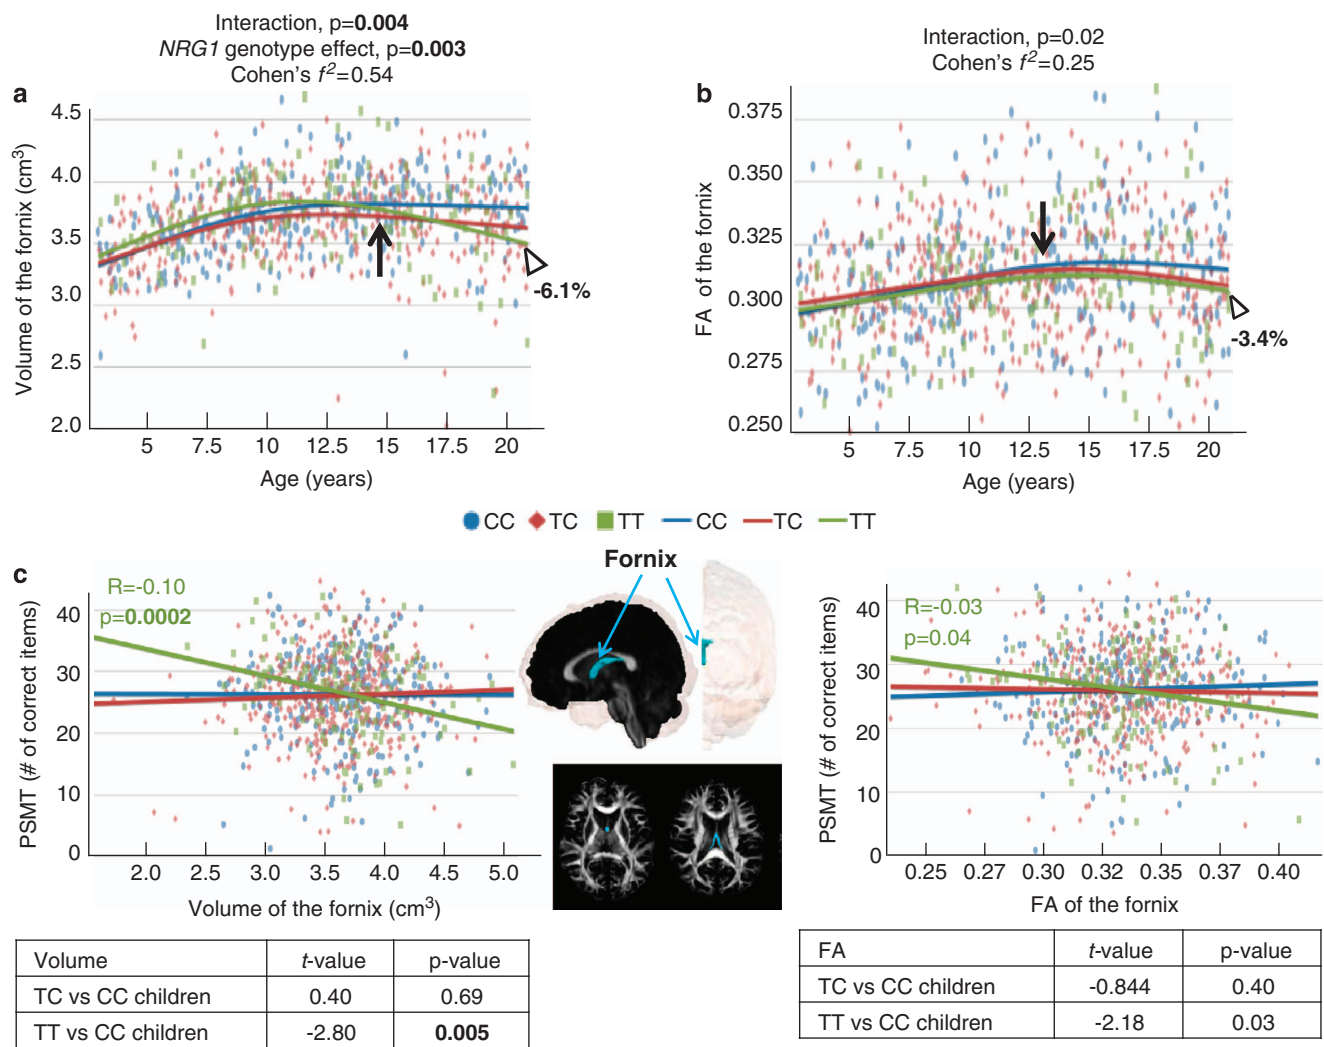 Interaction, p=0.004
NRG1 genotype effect, p=0.003
Cohen's f²=0.54
a
Volume of the fornix (cm³)
4.5
4.0
3.5
3.0
2.5
2.0
5 7.5 10 12.5 15 17.5 20
Age (years)
-6.1%
Interaction, p=0.02
Cohen's f²=0.25
b
FA of the fornix
0.375
0.350
0.325
0.300
0.275
0.250
5 7.5 10 12.5 15 17.5 20
Age (years)
-3.4%
CC TC TT CC TC TT
c
R=-0.10
p=0.0002
PSMT (# of correct items)
40
30
20
10
0
2.0 2.5 3.0 3.5 4.0 4.5 5.0
Volume of the fornix (cm³)
Fornix
R=-0.03
p=0.04
PSMT (# of correct items)
40
30
20
10
0
0.25 0.27 0.30 0.32 0.35 0.37 0.40
FA of the fornix
Volume t-value p-value
TC vs CC children 0.40 0.69
TT vs CC children -2.80 0.005
FA t-value p-value
TC vs CC children -0.844 0.40
TT vs CC children -2.18 0.03